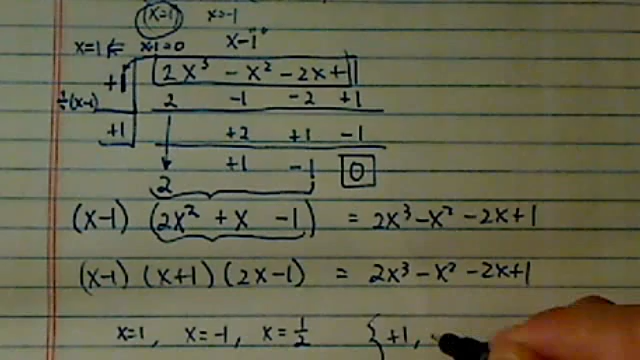 x=1 x=-1
x=1 ⇐ x-1=0 x-1
+1 2x³ - x² - 2x + 1
2 -1 -2 +1
+1 +2 +1 -1
2 +1 -1 0
(x-1) (2x² + x - 1) = 2x³ - x² - 2x + 1
(x-1) (x+1) (2x-1) = 2x³ - x² - 2x + 1
x=1, x=-1, x=1/2 { +1,